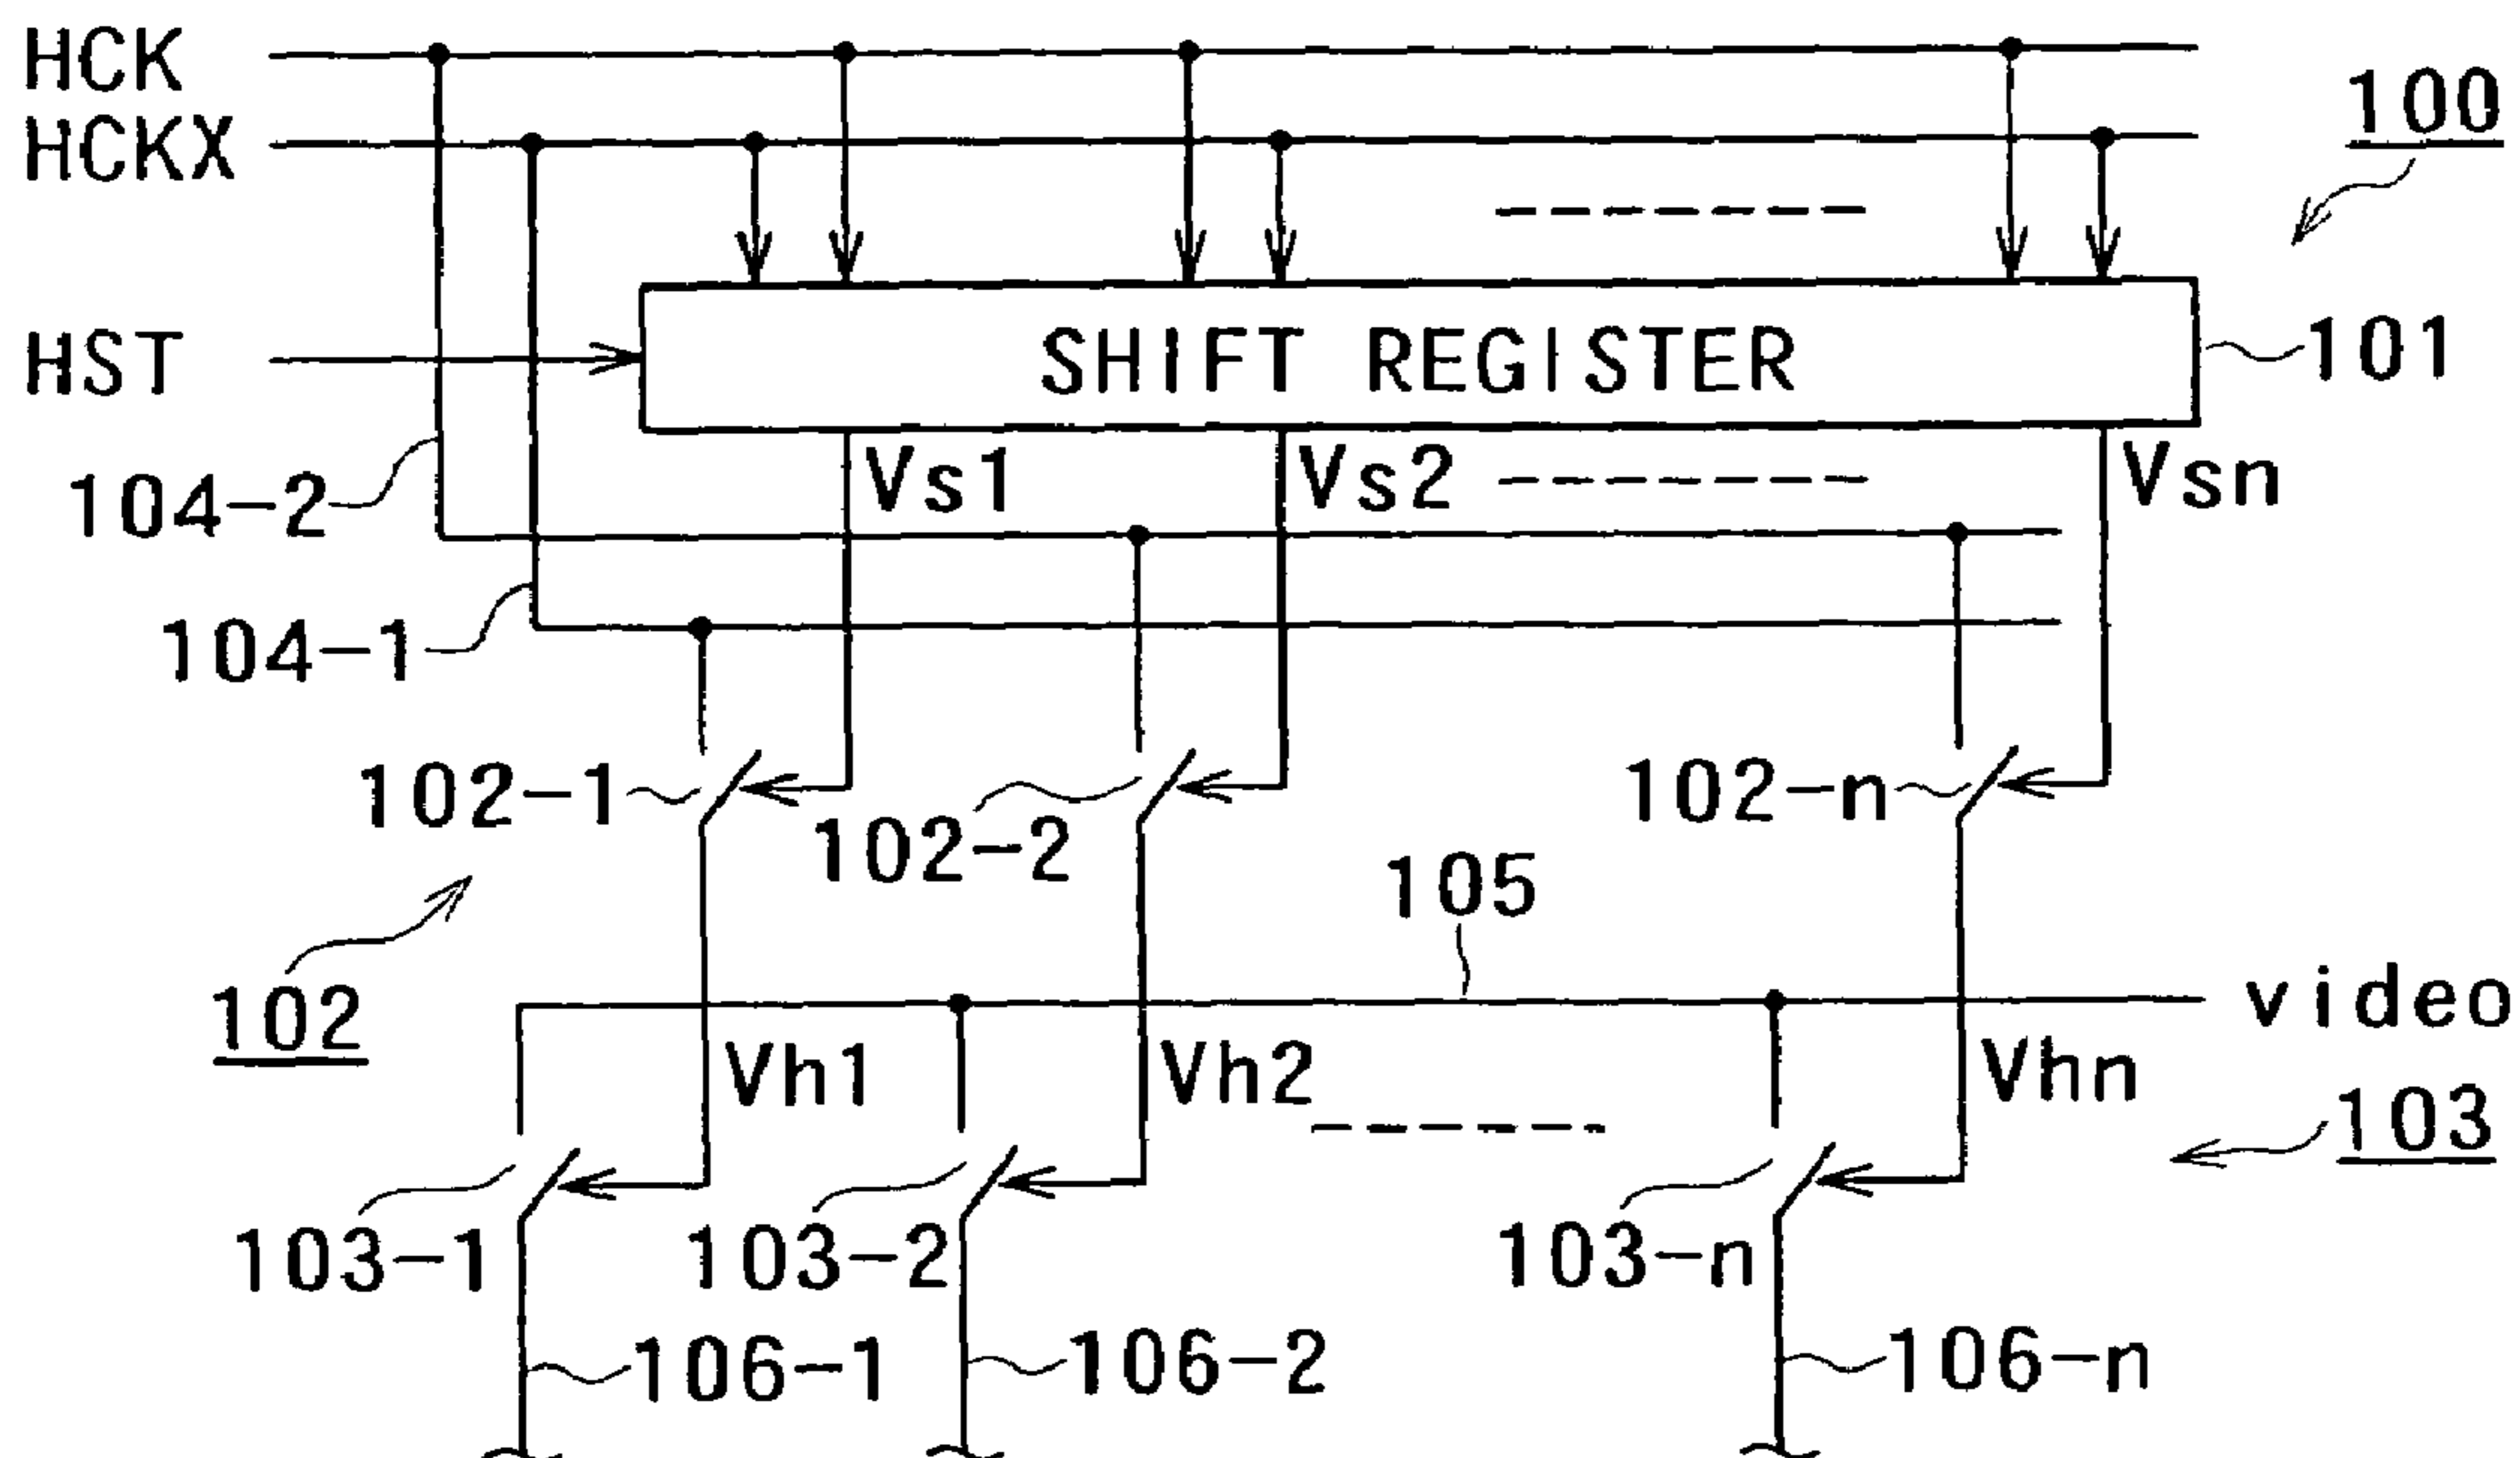 HCK
HCKX
100
HST
SHIFT REGISTER
101
Vs1
Vs2
Vsn
104-2
104-1
102-1
102-2
102-n
105
102
video
Vh1
Vh2
Vhn
103
103-1
103-2
103-n
106-1
106-2
106-n